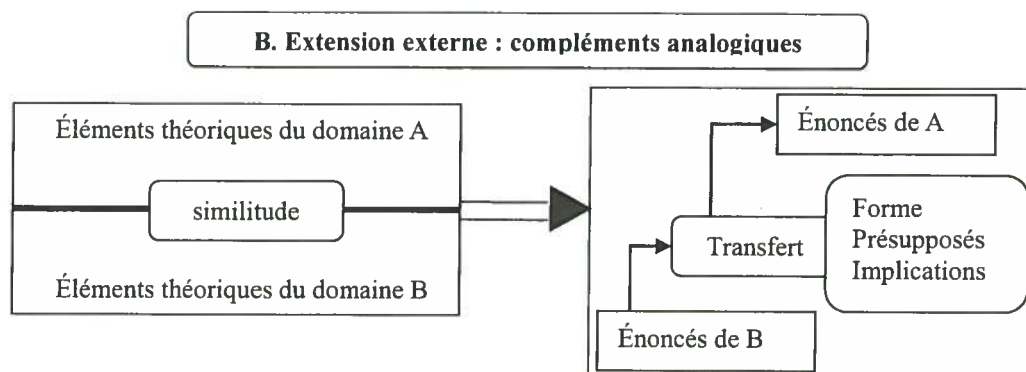 B. Extension externe : compléments analogiques
Éléments théoriques du domaine A
similitude
Éléments théoriques du domaine B
Énoncés de A
Transfert
Forme
Présupposés
Implications
Énoncés de B